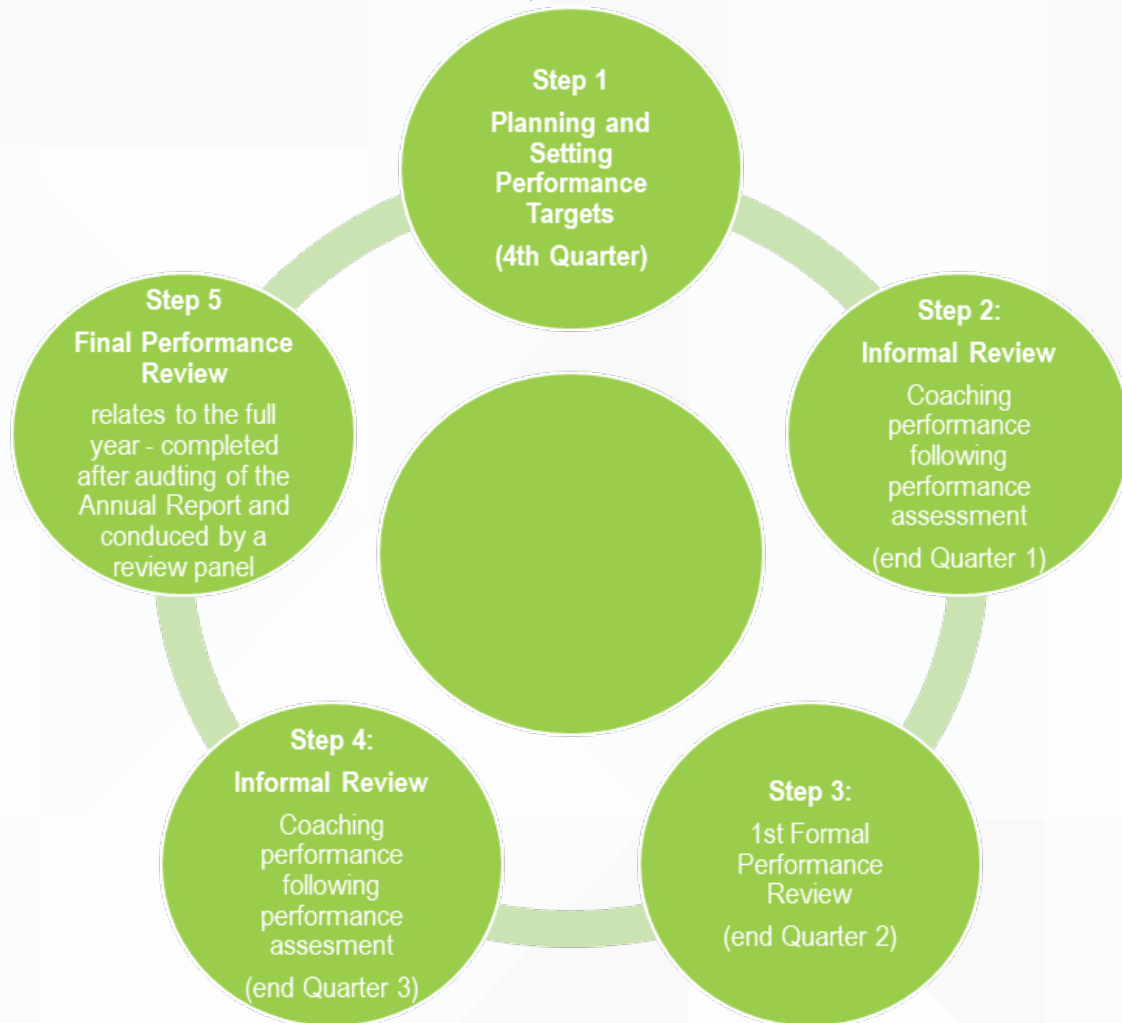 Step 1
Planning and
Setting
Performance
Targets
(4th Quarter)
Step 2:
Informal Review
Coaching
performance
following
performance
assessment
(end Quarter 1)
Step 3:
1st Formal
Performance
Review
(end Quarter 2)
Step 4:
Informal Review
Coaching
performance
following
performance
assesment
(end Quarter 3)
Step 5
Final Performance
Review
relates to the full
year - completed
after audting of the
Annual Report and
conduced by a
review panel